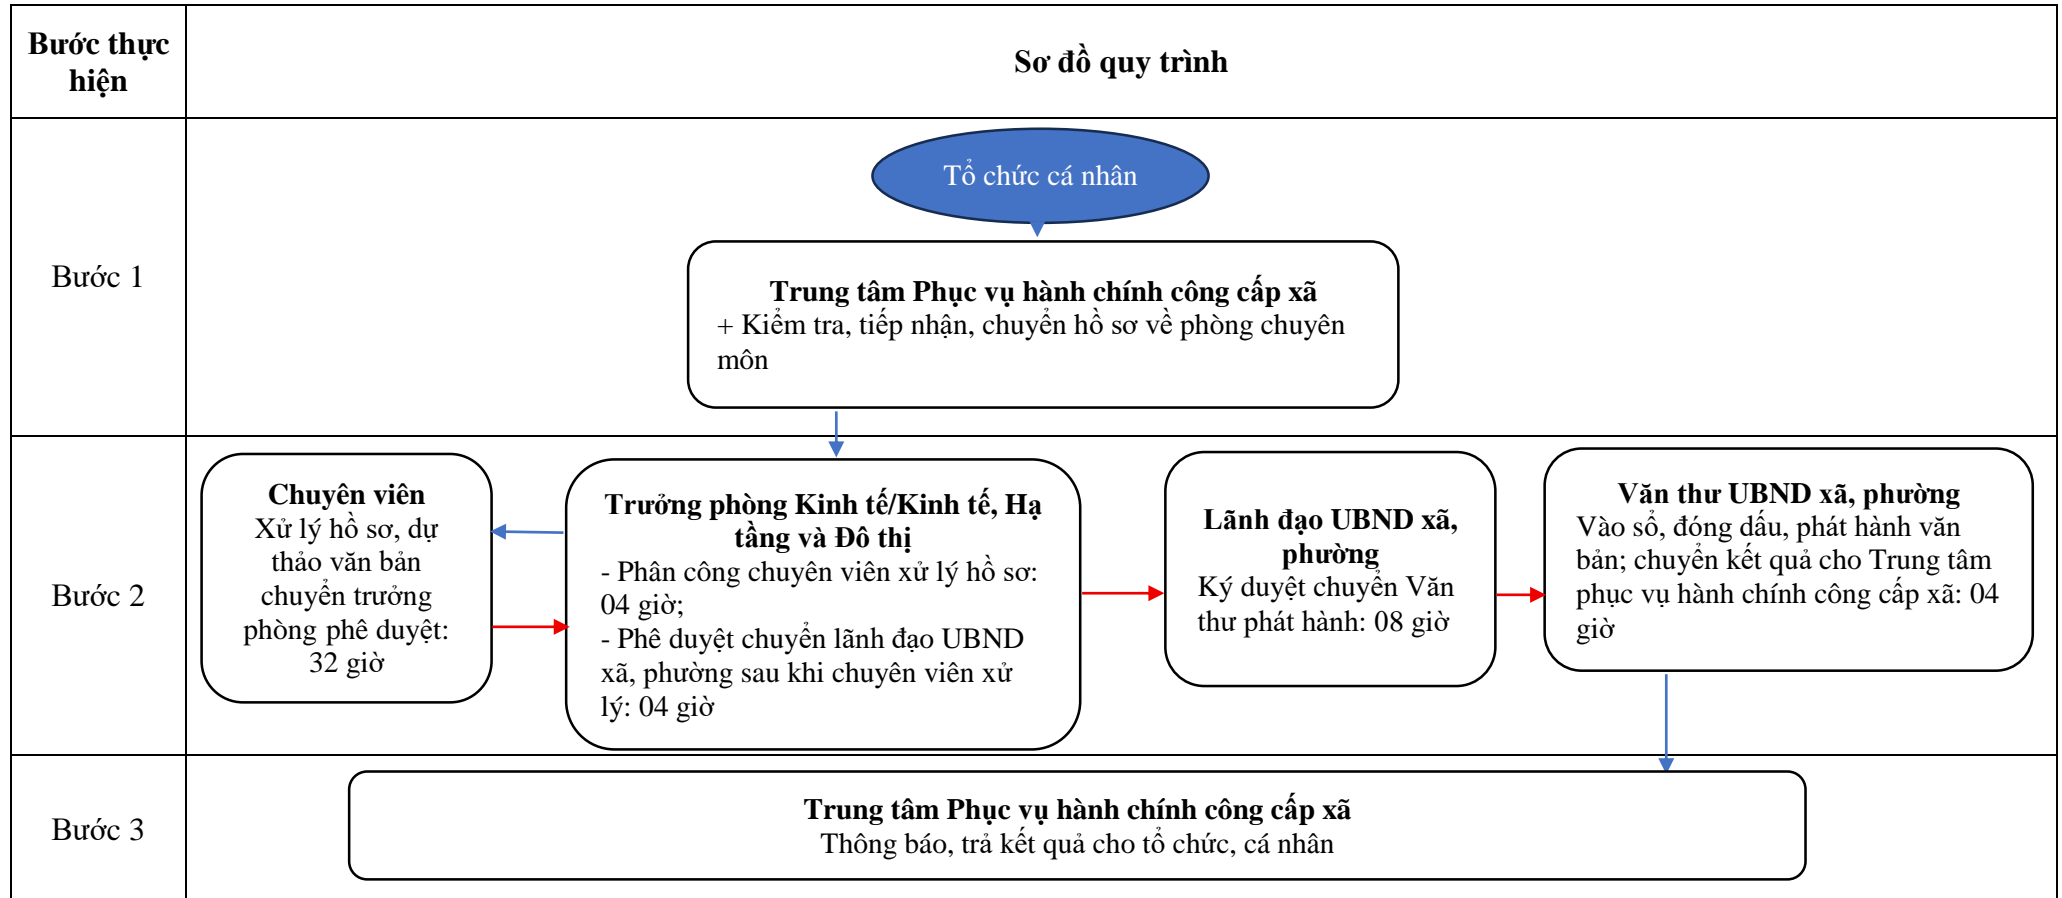 Bước thực
hiện
Sơ đồ quy trình
Bước 1
Tổ chức cá nhân
Trung tâm Phục vụ hành chính công cấp xã
+ Kiểm tra, tiếp nhận, chuyển hồ sơ về phòng chuyên
môn
Bước 2
Chuyên viên
Xử lý hồ sơ, dự
thảo văn bản
chuyển trưởng
phòng phê duyệt:
32 giờ
Trưởng phòng Kinh tế/Kinh tế, Hạ
tầng và Đô thị
- Phân công chuyên viên xử lý hồ sơ:
04 giờ;
- Phê duyệt chuyển lãnh đạo UBND
xã, phường sau khi chuyên viên xử
lý: 04 giờ
Lãnh đạo UBND xã,
phường
Ký duyệt chuyển Văn
thư phát hành: 08 giờ
Văn thư UBND xã, phường
Vào sổ, đóng dấu, phát hành văn
bản; chuyển kết quả cho Trung tâm
phục vụ hành chính công cấp xã: 04
giờ
Bước 3
Trung tâm Phục vụ hành chính công cấp xã
Thông báo, trả kết quả cho tổ chức, cá nhân